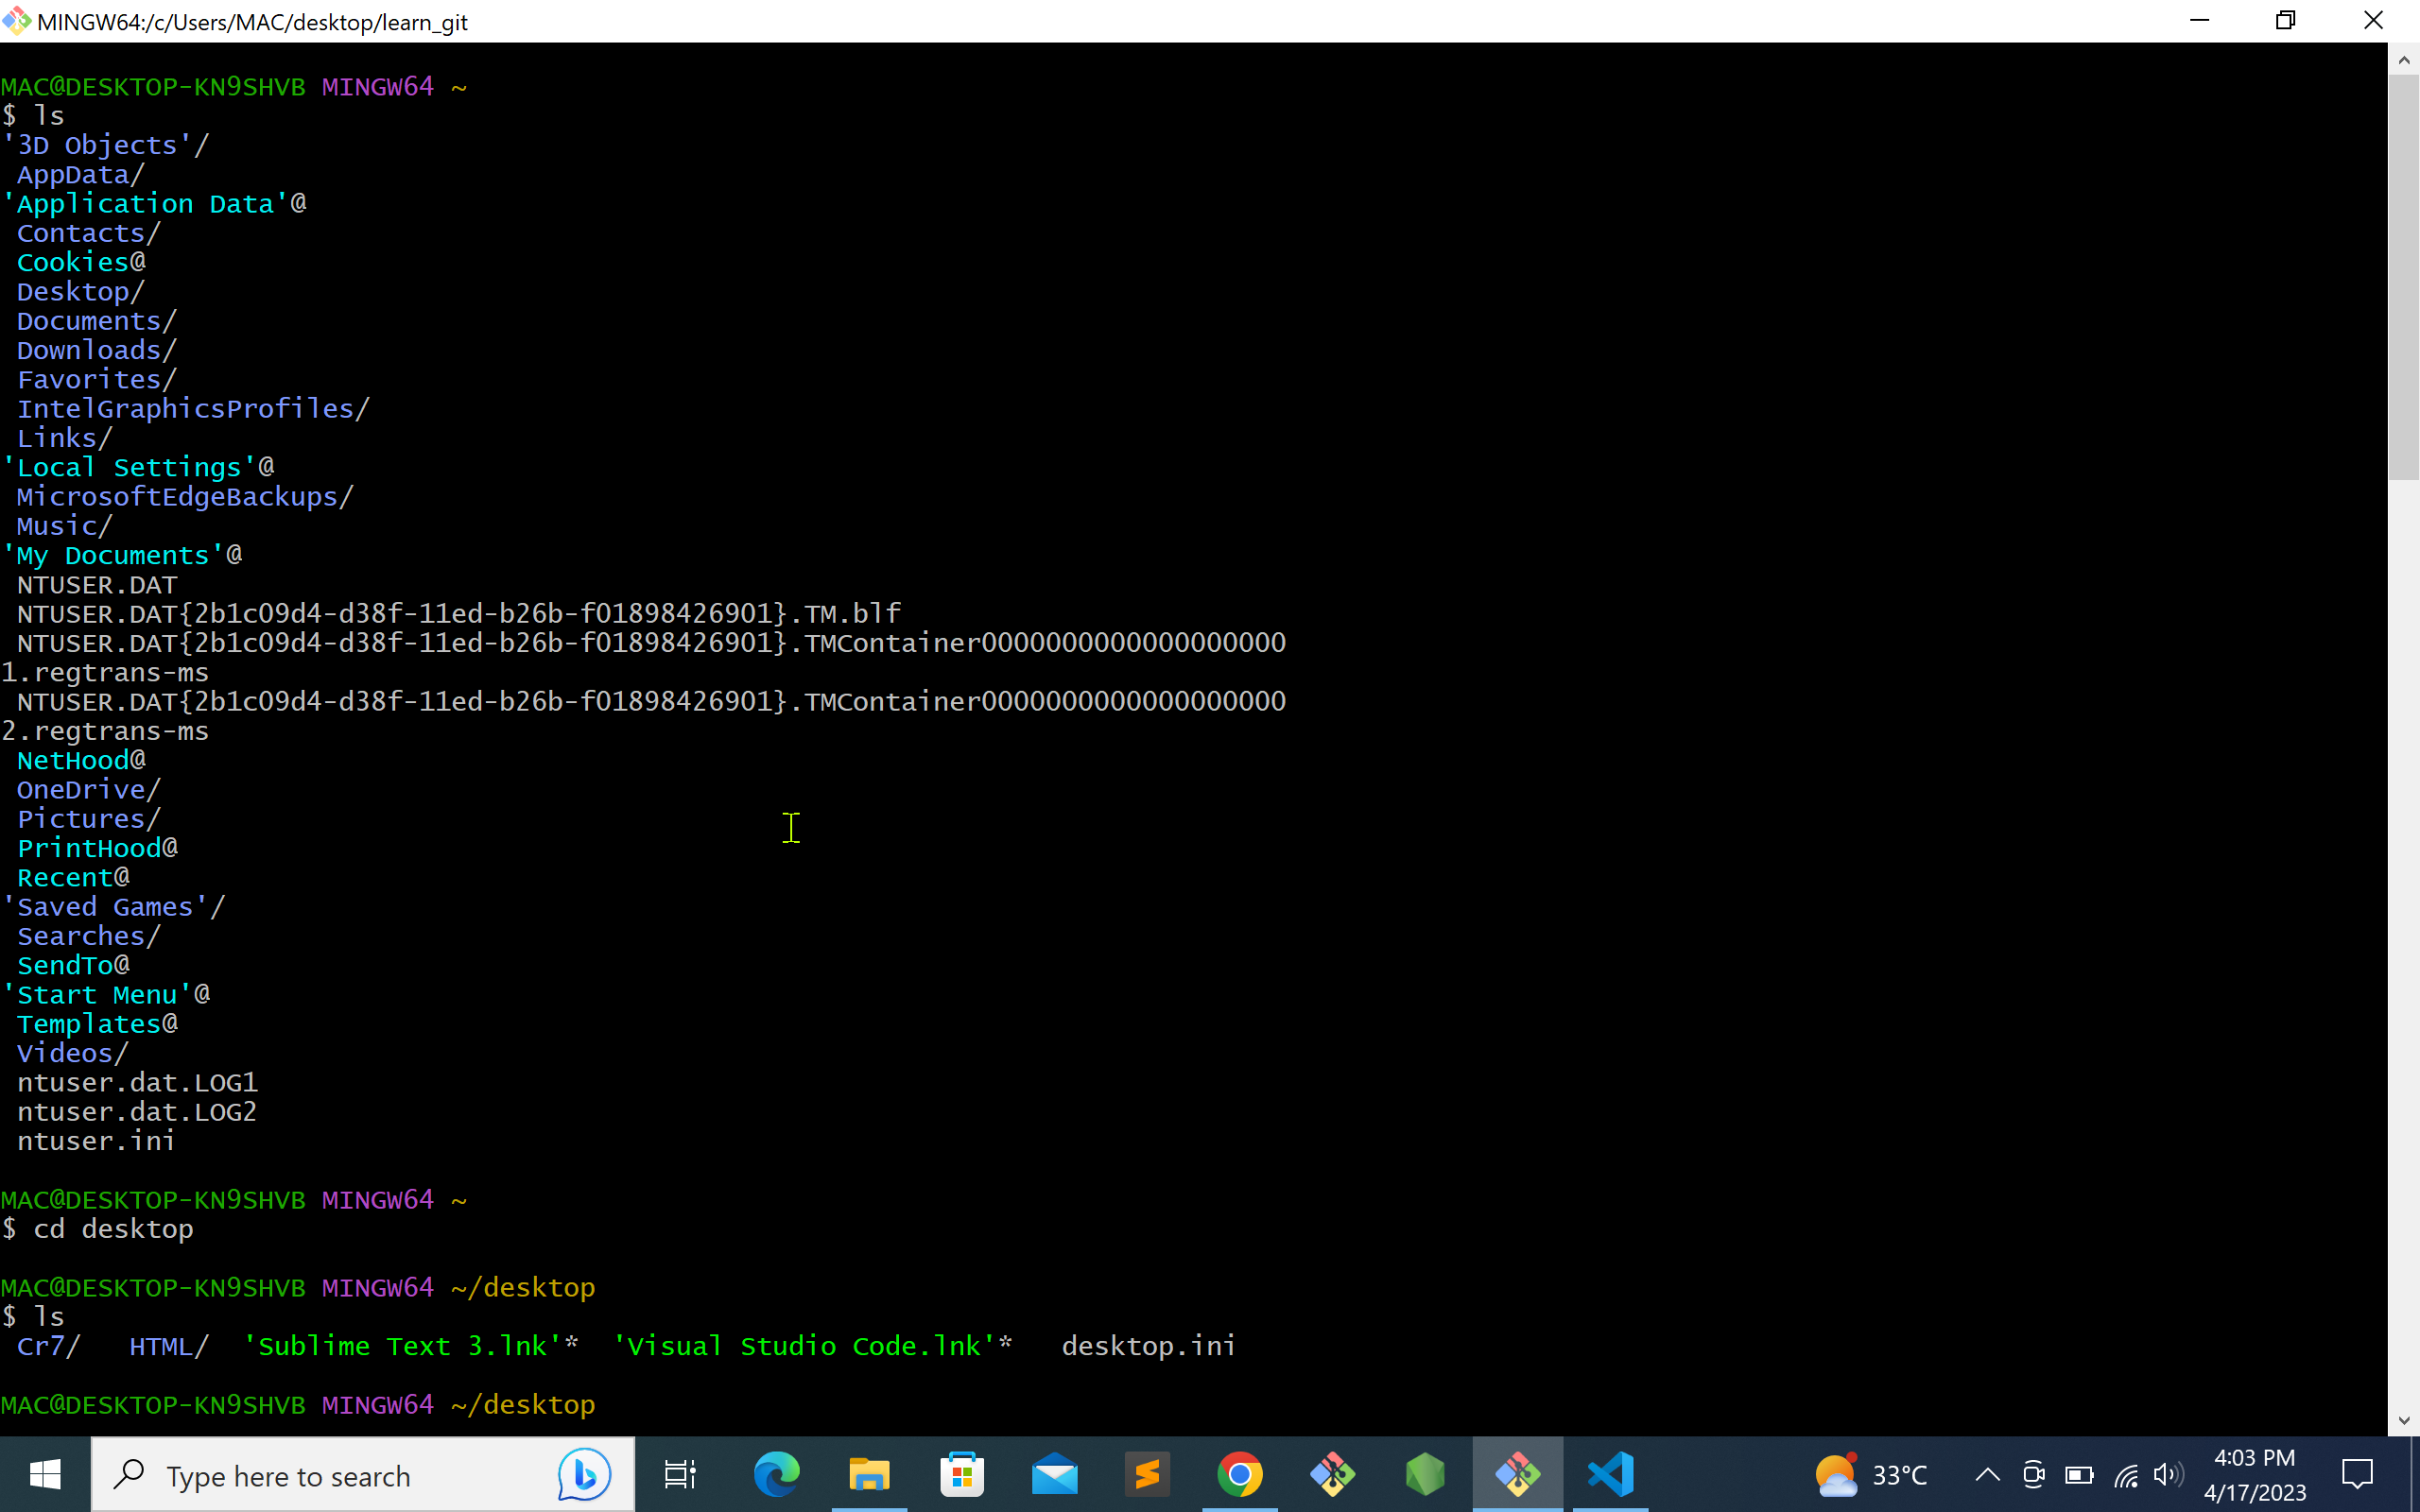 MINGW64:/c/Users/MAC/desktop/learn_git
MAC@DESKTOP-KN9SHVB MINGW64 ~
$ ls
'3D Objects'/
AppData/
'Application Data'@
Contacts/
Cookies@
Desktop/
Documents/
Downloads/
Favorites/
IntelGraphicsProfiles/
Links/
'Local Settings'@
MicrosoftEdgeBackups/
Music/
'My Documents'@
NTUSER.DAT
NTUSER.DAT{2b1c09d4-d38f-11ed-b26b-f01898426901}.TM.blf
NTUSER.DAT{2b1c09d4-d38f-11ed-b26b-f01898426901}.TMContainer0000000000000000000
1.regtrans-ms
NTUSER.DAT{2b1c09d4-d38f-11ed-b26b-f01898426901}.TMContainer0000000000000000000
2.regtrans-ms
NetHood@
OneDrive/
Pictures/
PrintHood@
Recent@
'Saved Games'/
Searches/
SendTo@
'Start Menu'@
Templates@
Videos/
ntuser.dat.LOG1
ntuser.dat.LOG2
ntuser.ini
MAC@DESKTOP-KN9SHVB MINGW64 ~
$ cd desktop
MAC@DESKTOP-KN9SHVB MINGW64 ~/desktop
$ ls
Cr7/ HTML/ 'Sublime Text 3.lnk'* 'Visual Studio Code.lnk'* desktop.ini
MAC@DESKTOP-KN9SHVB MINGW64 ~/desktop
Type here to search
33°C
4:03 PM
4/17/2023